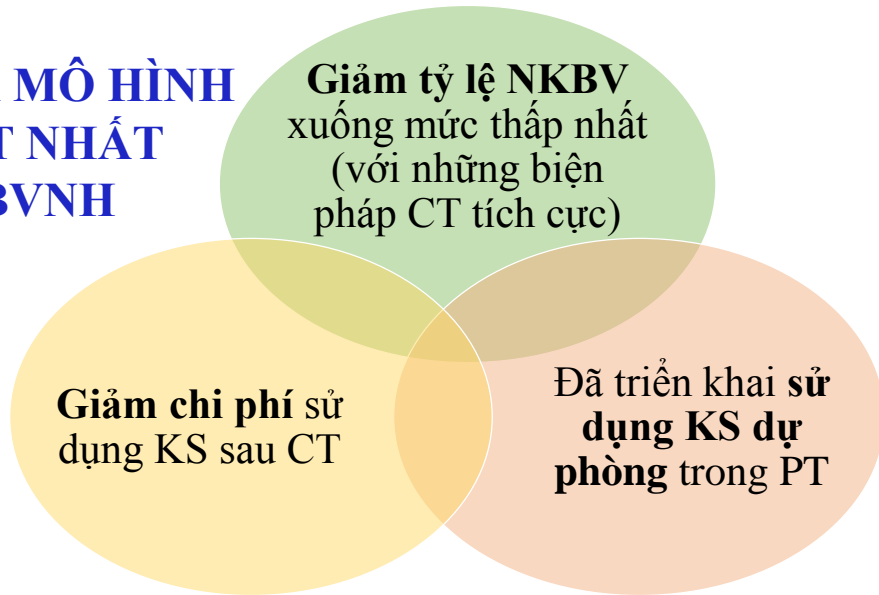 MÔ HÌNH
NHẤT
BVNH
Giảm tỷ lệ NKBV
xuống mức thấp nhất
(với những biện
pháp CT tích cực)
Giảm chi phí sử
dụng KS sau CT
Đã triển khai sử
dụng KS dự
phòng trong PT